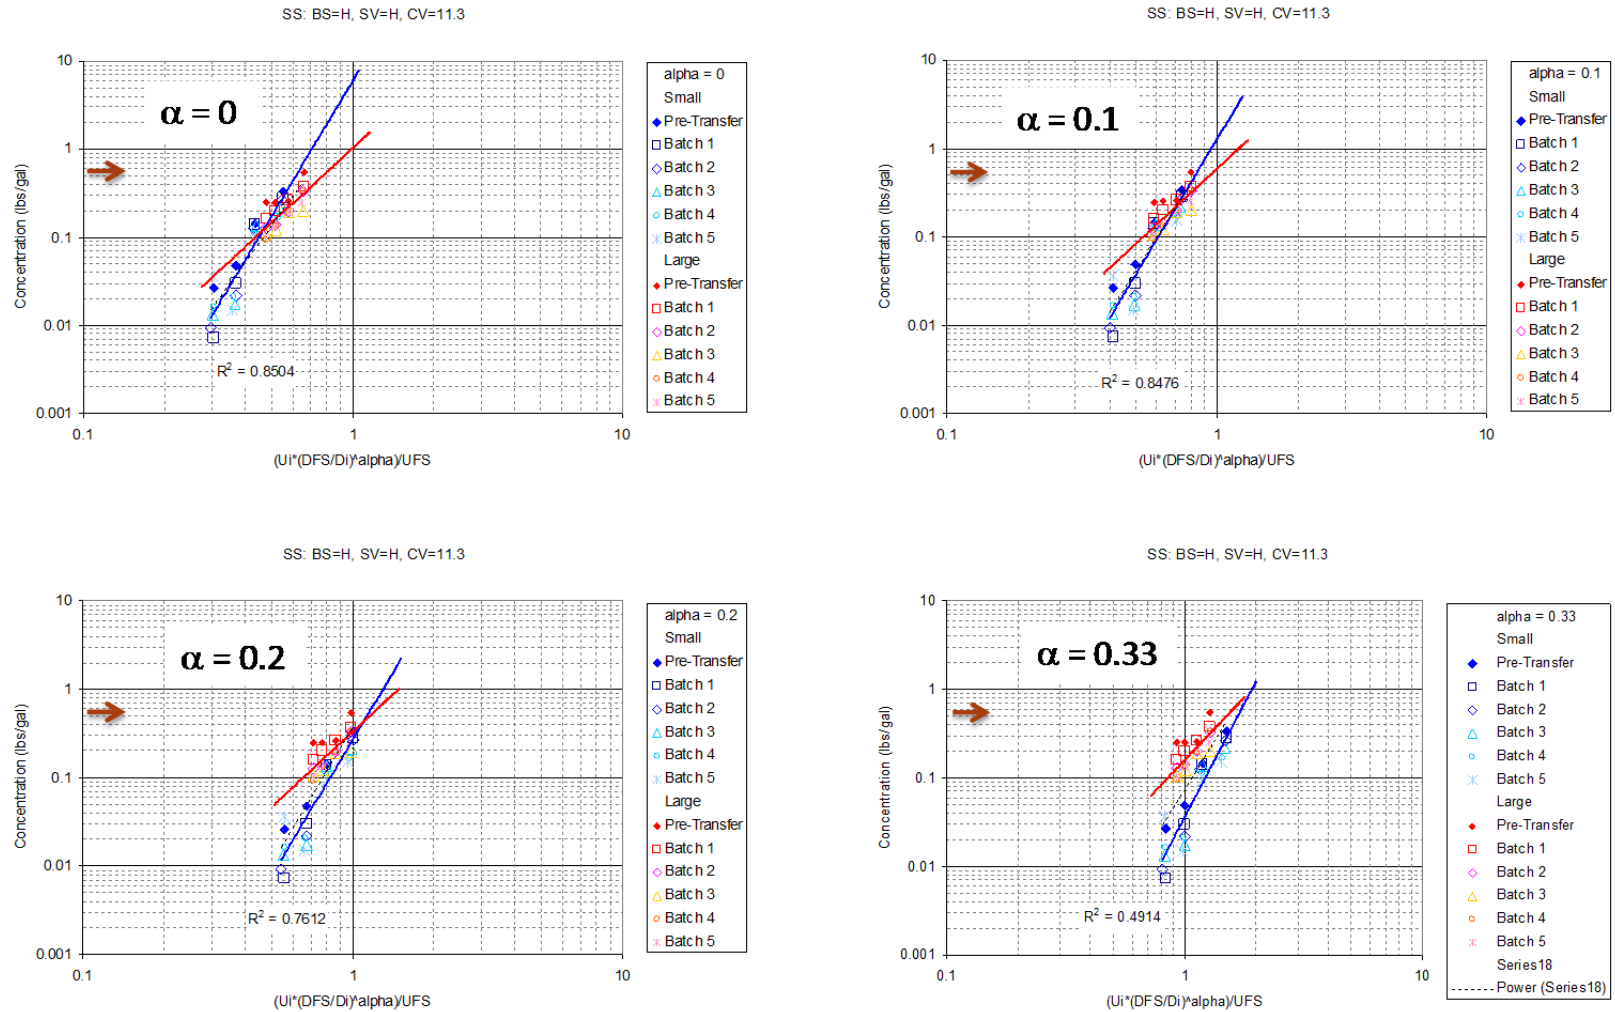 SS: BS=H, SV=H, CV=11.3
α = 0
Concentration (lbs/gal)
10
1
0.1
0.01
0.001
R² = 0.8504
0.1
1
10
(Ui*(DFS/Di)^alpha)/UFS
alpha = 0
Small
Pre-Transfer
Batch 1
Batch 2
Batch 3
Batch 4
Batch 5
Large
Pre-Transfer
Batch 1
Batch 2
Batch 3
Batch 4
Batch 5
SS: BS=H, SV=H, CV=11.3
α = 0.1
Concentration (lbs/gal)
10
1
0.1
0.01
0.001
R² = 0.8476
0.1
1
10
(Ui*(DFS/Di)^alpha)/UFS
alpha = 0.1
Small
Pre-Transfer
Batch 1
Batch 2
Batch 3
Batch 4
Batch 5
Large
Pre-Transfer
Batch 1
Batch 2
Batch 3
Batch 4
Batch 5
SS: BS=H, SV=H, CV=11.3
α = 0.2
Concentration (lbs/gal)
10
1
0.1
0.01
0.001
R² = 0.7612
0.1
1
10
(Ui*(DFS/Di)^alpha)/UFS
alpha = 0.2
Small
Pre-Transfer
Batch 1
Batch 2
Batch 3
Batch 4
Batch 5
Large
Pre-Transfer
Batch 1
Batch 2
Batch 3
Batch 4
Batch 5
SS: BS=H, SV=H, CV=11.3
α = 0.33
Concentration (lbs/gal)
10
1
0.1
0.01
0.001
R² = 0.4914
0.1
1
10
(Ui*(DFS/Di)^alpha)/UFS
alpha = 0.33
Small
Pre-Transfer
Batch 1
Batch 2
Batch 3
Batch 4
Batch 5
Large
Pre-Transfer
Batch 1
Batch 2
Batch 3
Batch 4
Batch 5
Series18
Power (Series18)